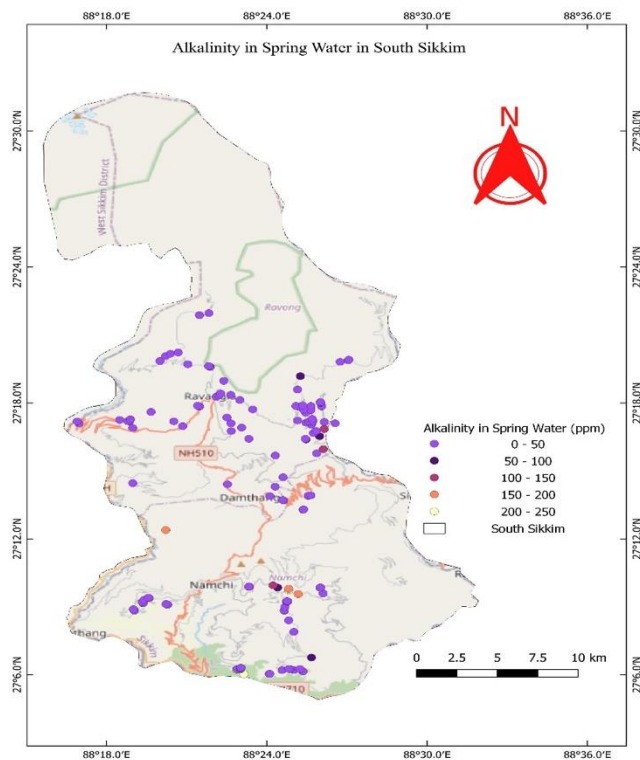 88°18.0'E 88°24.0'E 88°30.0'E 88°36.0'E
Alkalinity in Spring Water in South Sikkim
N
27°30.0'N 27°30.0'N
West Sikkim District
27°24.0'N 27°24.0'N
Ravong
27°18.0'N 27°18.0'N
NH510
Damthang
Alkalinity in Spring Water (ppm)
0 - 50
50 - 100
100 - 150
150 - 200
200 - 250
South Sikkim
27°12.0'N 27°12.0'N
Namchi
Namchi
thang
Sikkim
0 2.5 5 7.5 10 km
27°6.0'N 27°6.0'N
88°18.0'E 88°24.0'E 88°30.0'E 88°36.0'E